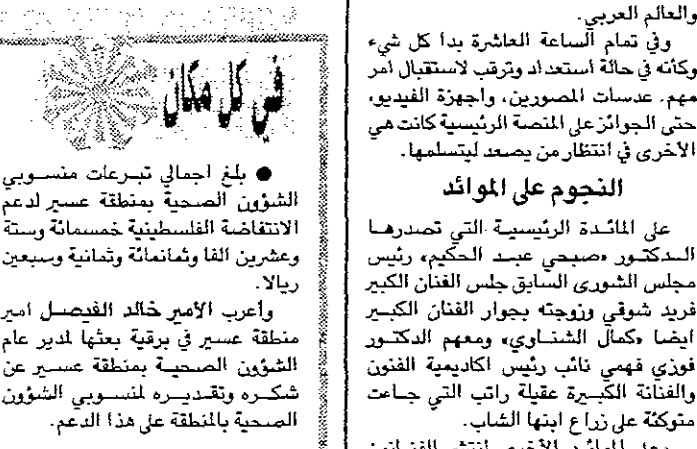 والعالم العربي.
وفي تمام الساعة العاشرة بدا كل شيء
وكأنه في حالة استعداد وترقب لاستقبال أمر
مهم. عدسات المصورين، وأجهزة الفيديو،
حتى الجوائز على المنصة الرئيسية كانت هي
الأخرى في انتظار من يصعد ليتسلمها.
النجوم على الموائد
على المائدة الرئيسية التي تصدرها
الدكتور «صبحي عبد الحكيم» رئيس
مجلس الشورى السابق جلس الفنان الكبير
فريد شوقي وزوجته بجوار الفنان الكبير
ايضا «كمال الشناوي» ومعهم الدكتور
فوزي فهمي نائب رئيس اكاديمية الفنون
والفنانة الكبيرة عقيلة راتب التي جاءت
متوكئة على زراع ابنها الشاب.
في كل مكان
● بلغ اجمالي تبرعات منسوبي
الشؤون الصحية بمنطقة عسير لدعم
الانتفاضة الفلسطينية خمسمائة وستة
وعشرين الفا وثمانمائة وثمانية وسبعين
ريالا.
وأعرب الأمير خالد الفيصل امير
منطقة عسير في برقية بعثها لمدير عام
الشؤون الصحية بمنطقة عسير عن
شكره وتقديره لمنسوبي الشؤون
الصحية بالمنطقة على هذا الدعم.